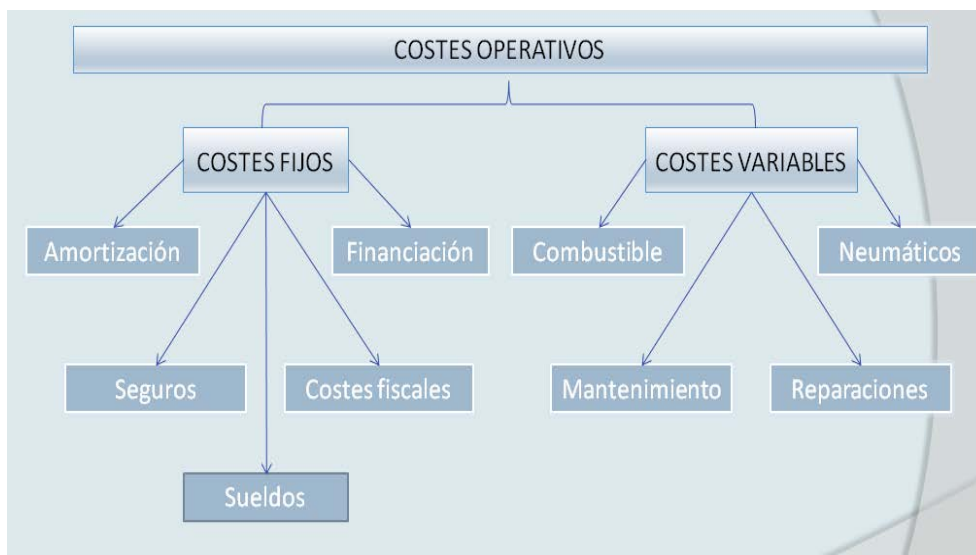 COSTES OPERATIVOS
COSTES FIJOS
COSTES VARIABLES
Amortización
Financiación
Combustible
Neumáticos
Seguros
Costes fiscales
Mantenimiento
Reparaciones
Sueldos